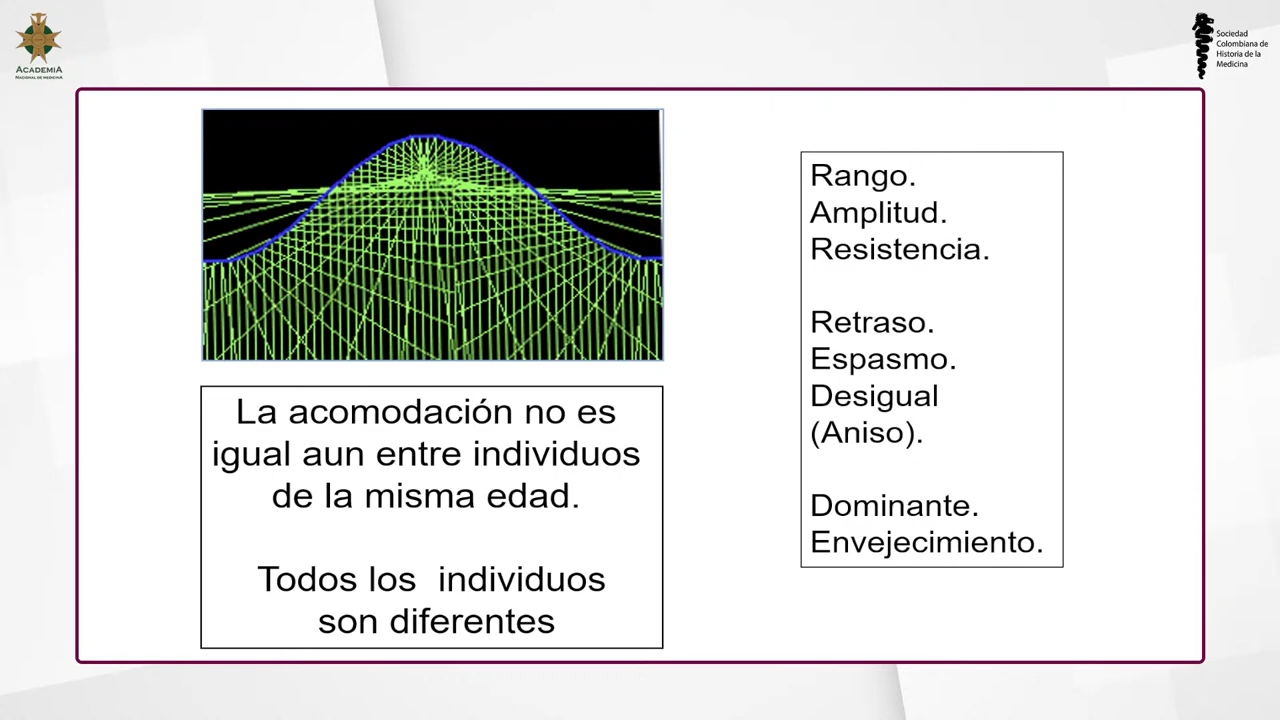 ACADEMIA
NACIONAL DE MEDICINA
Sociedad
Colombiana de
Historia de la
Medicina
La acomodación no es
igual aun entre individuos
de la misma edad.
Todos los individuos
son diferentes
Rango.
Amplitud.
Resistencia.
Retraso.
Espasmo.
Desigual
(Aniso).
Dominante.
Envejecimiento.